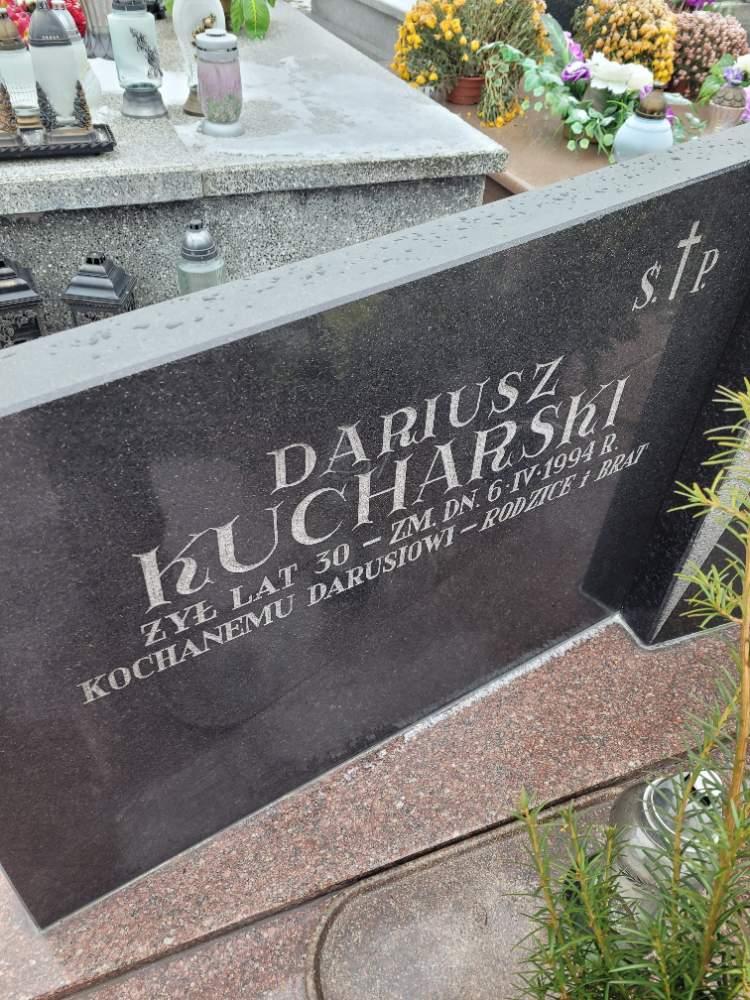 Ś. P.
DARIUSZ
KUCHARSKI
ŻYŁ LAT 30 – ZM. DN. 6·IV·1994 R.
KOCHANEMU DARUSIOWI – RODZICE i BRAT